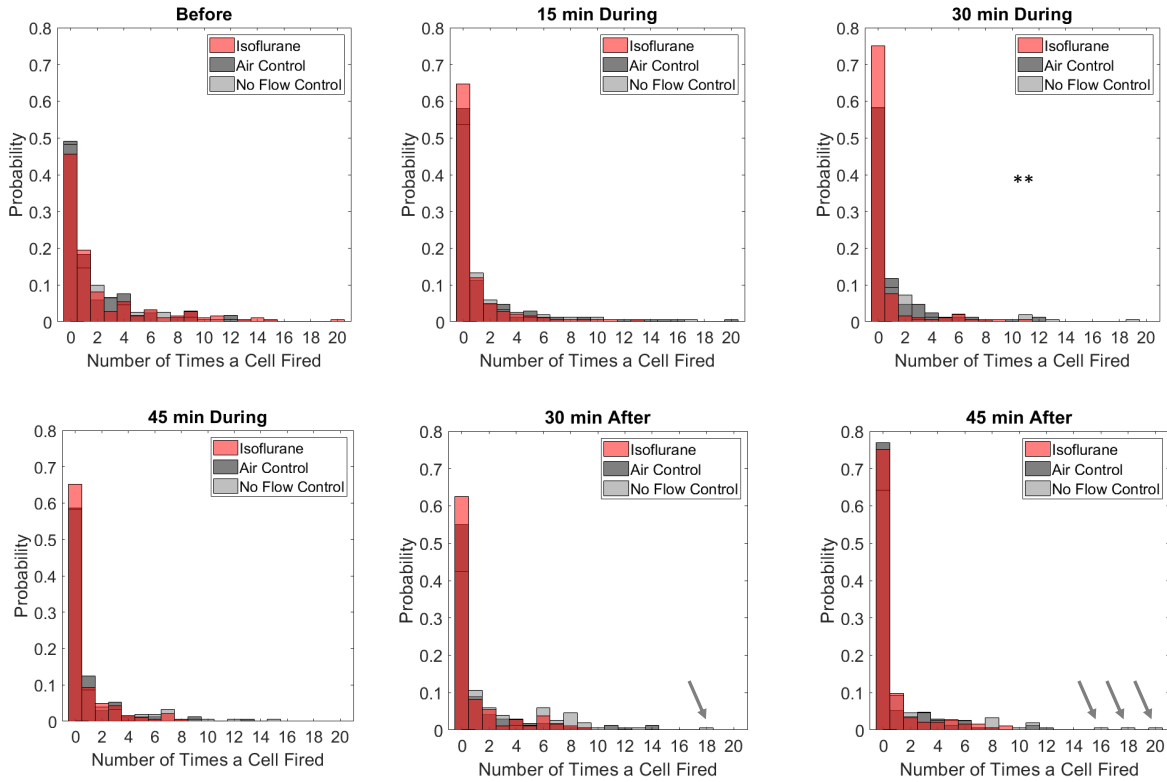 Before
Isoflurane
Air Control
No Flow Control
0.8
0.7
0.6
0.5
0.4
0.3
0.2
0.1
0
Probability
0 2 4 6 8 10 12 14 16 18 20
Number of Times a Cell Fired
15 min During
Isoflurane
Air Control
No Flow Control
0.8
0.7
0.6
0.5
0.4
0.3
0.2
0.1
0
Probability
0 2 4 6 8 10 12 14 16 18 20
Number of Times a Cell Fired
30 min During
Isoflurane
Air Control
No Flow Control
**
0.8
0.7
0.6
0.5
0.4
0.3
0.2
0.1
0
Probability
0 2 4 6 8 10 12 14 16 18 20
Number of Times a Cell Fired
45 min During
Isoflurane
Air Control
No Flow Control
0.8
0.7
0.6
0.5
0.4
0.3
0.2
0.1
0
Probability
0 2 4 6 8 10 12 14 16 18 20
Number of Times a Cell Fired
30 min After
Isoflurane
Air Control
No Flow Control
0.8
0.7
0.6
0.5
0.4
0.3
0.2
0.1
0
Probability
0 2 4 6 8 10 12 14 16 18 20
Number of Times a Cell Fired
45 min After
Isoflurane
Air Control
No Flow Control
0.8
0.7
0.6
0.5
0.4
0.3
0.2
0.1
0
Probability
0 2 4 6 8 10 12 14 16 18 20
Number of Times a Cell Fired